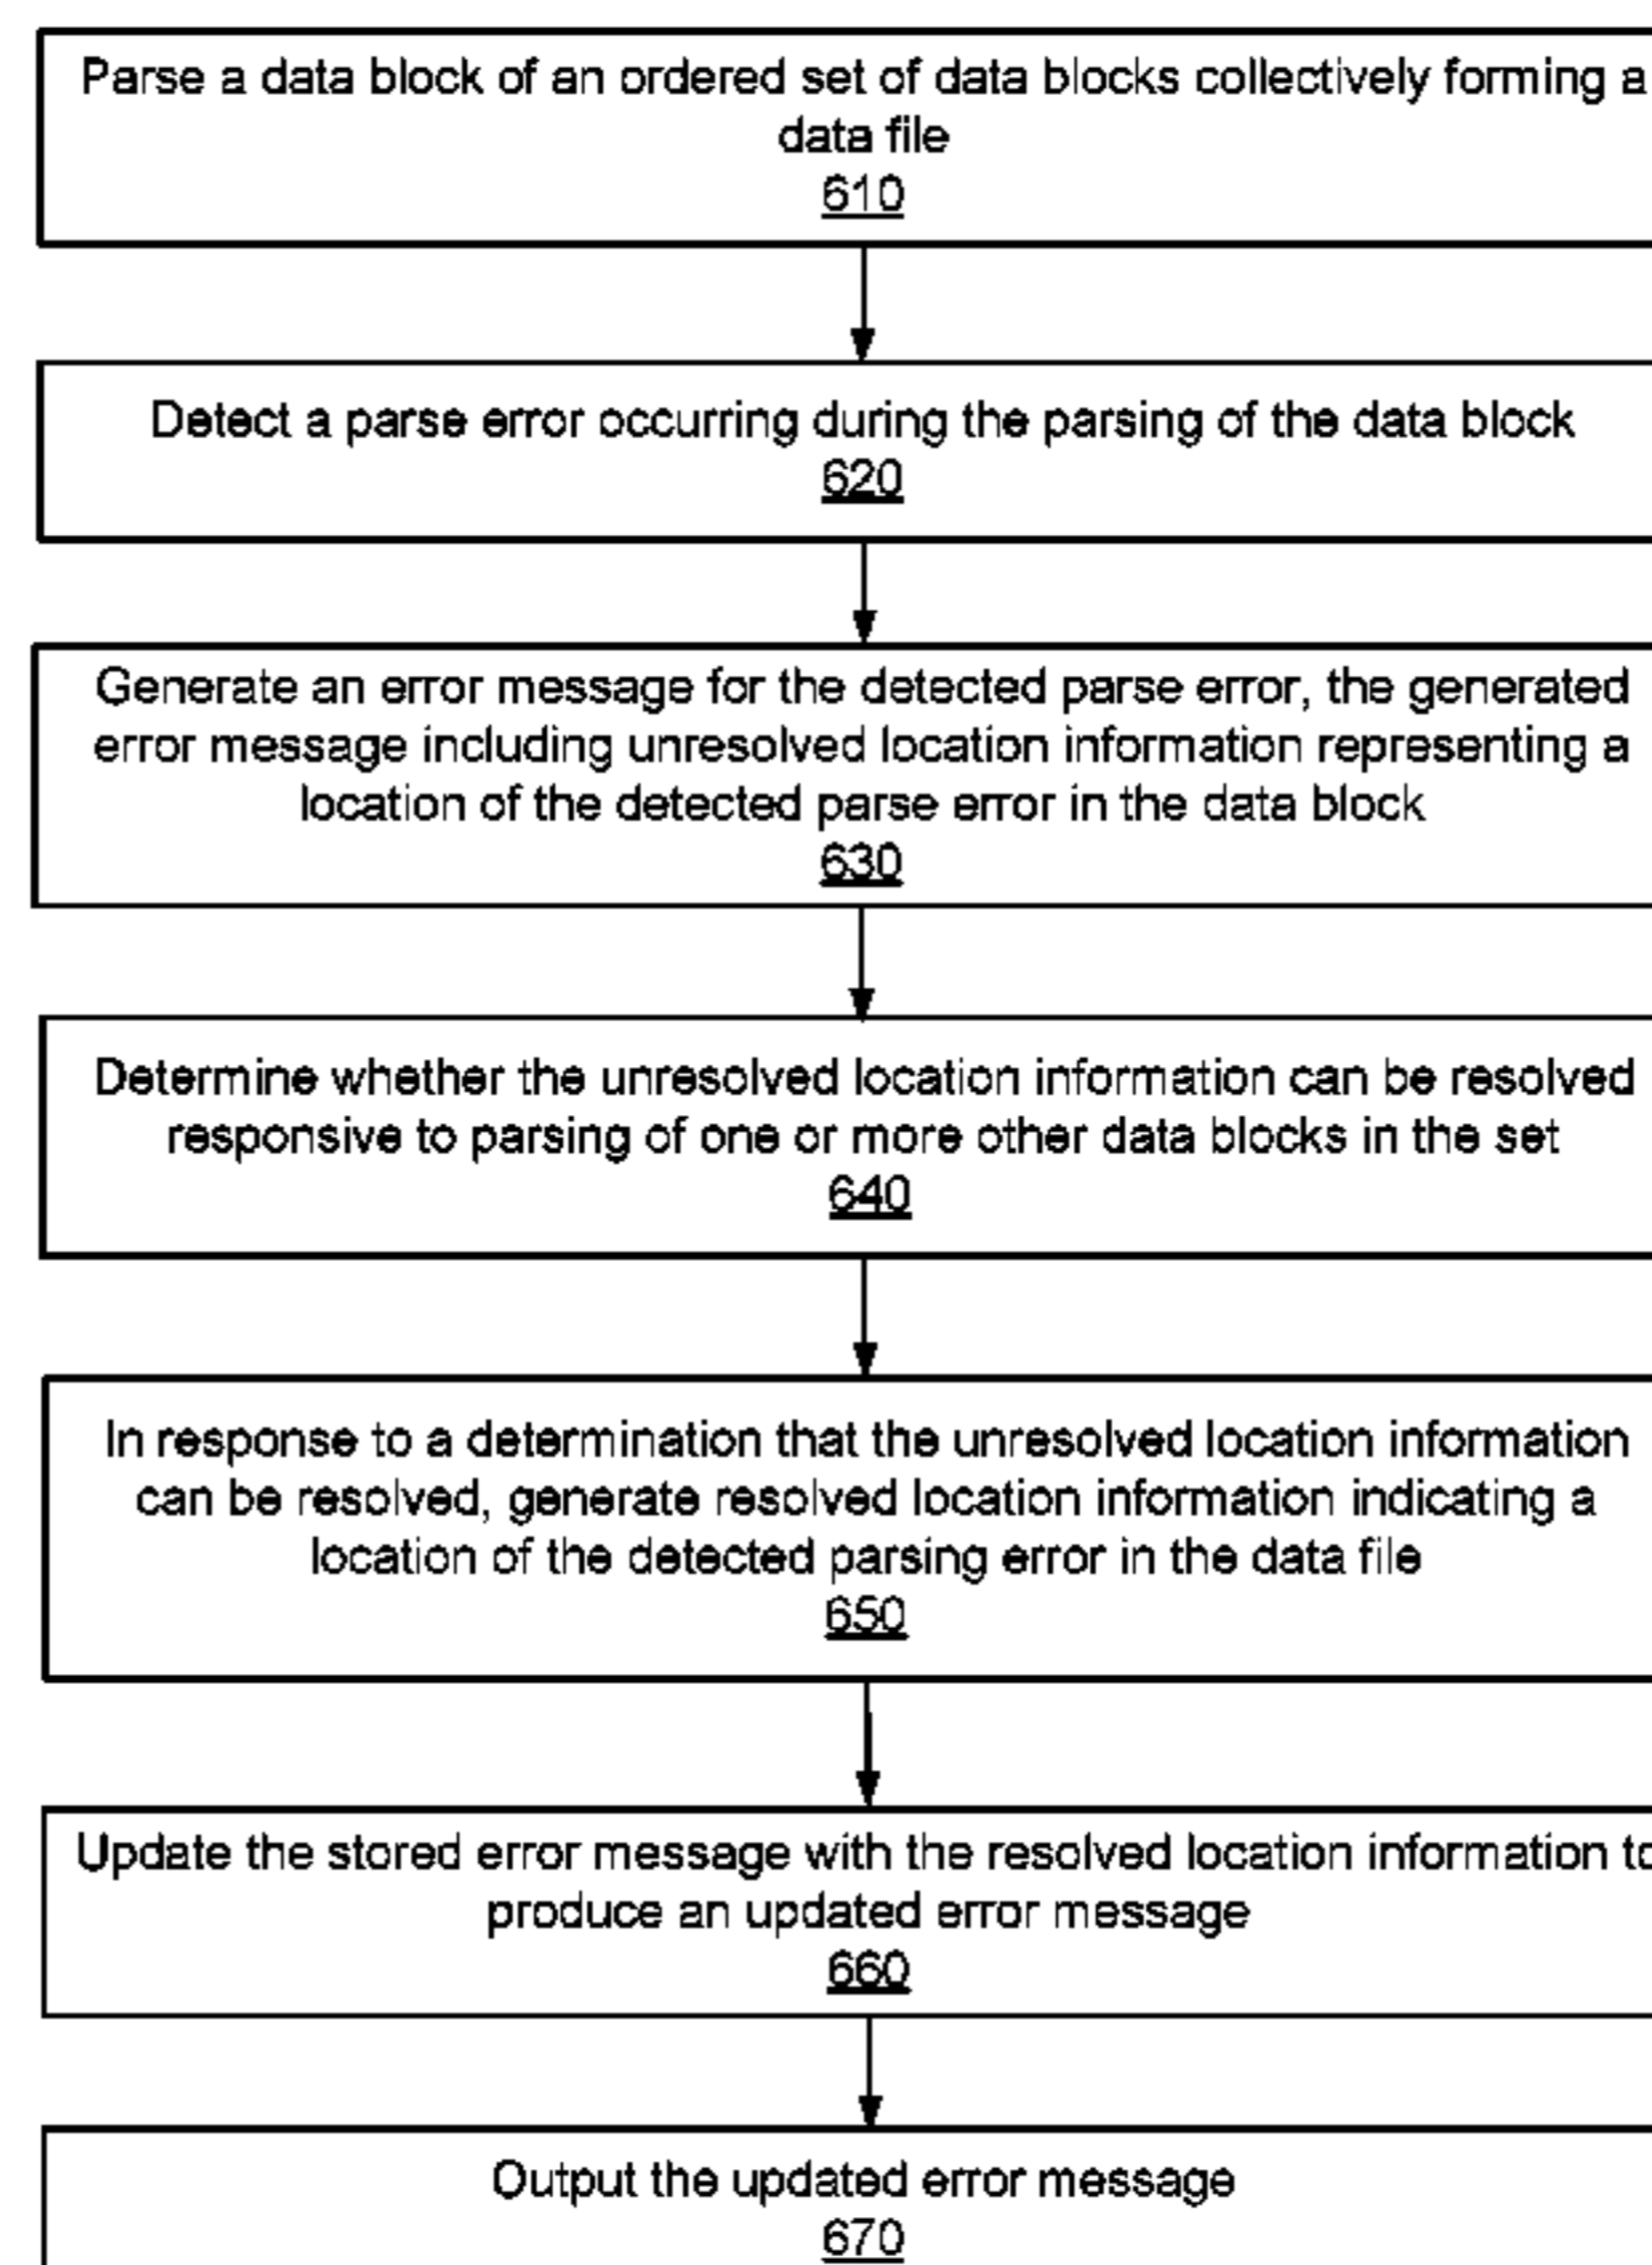 Parse a data block of an ordered set of data blocks collectively forming a
data file
610
Detect a parse error occurring during the parsing of the data block
620
Generate an error message for the detected parse error, the generated
error message including unresolved location information representing a
location of the detected parse error in the data block
630
Determine whether the unresolved location information can be resolved
responsive to parsing of one or more other data blocks in the set
640
In response to a determination that the unresolved location information
can be resolved, generate resolved location information indicating a
location of the detected parsing error in the data file
650
Update the stored error message with the resolved location information to
produce an updated error message
660
Output the updated error message
670